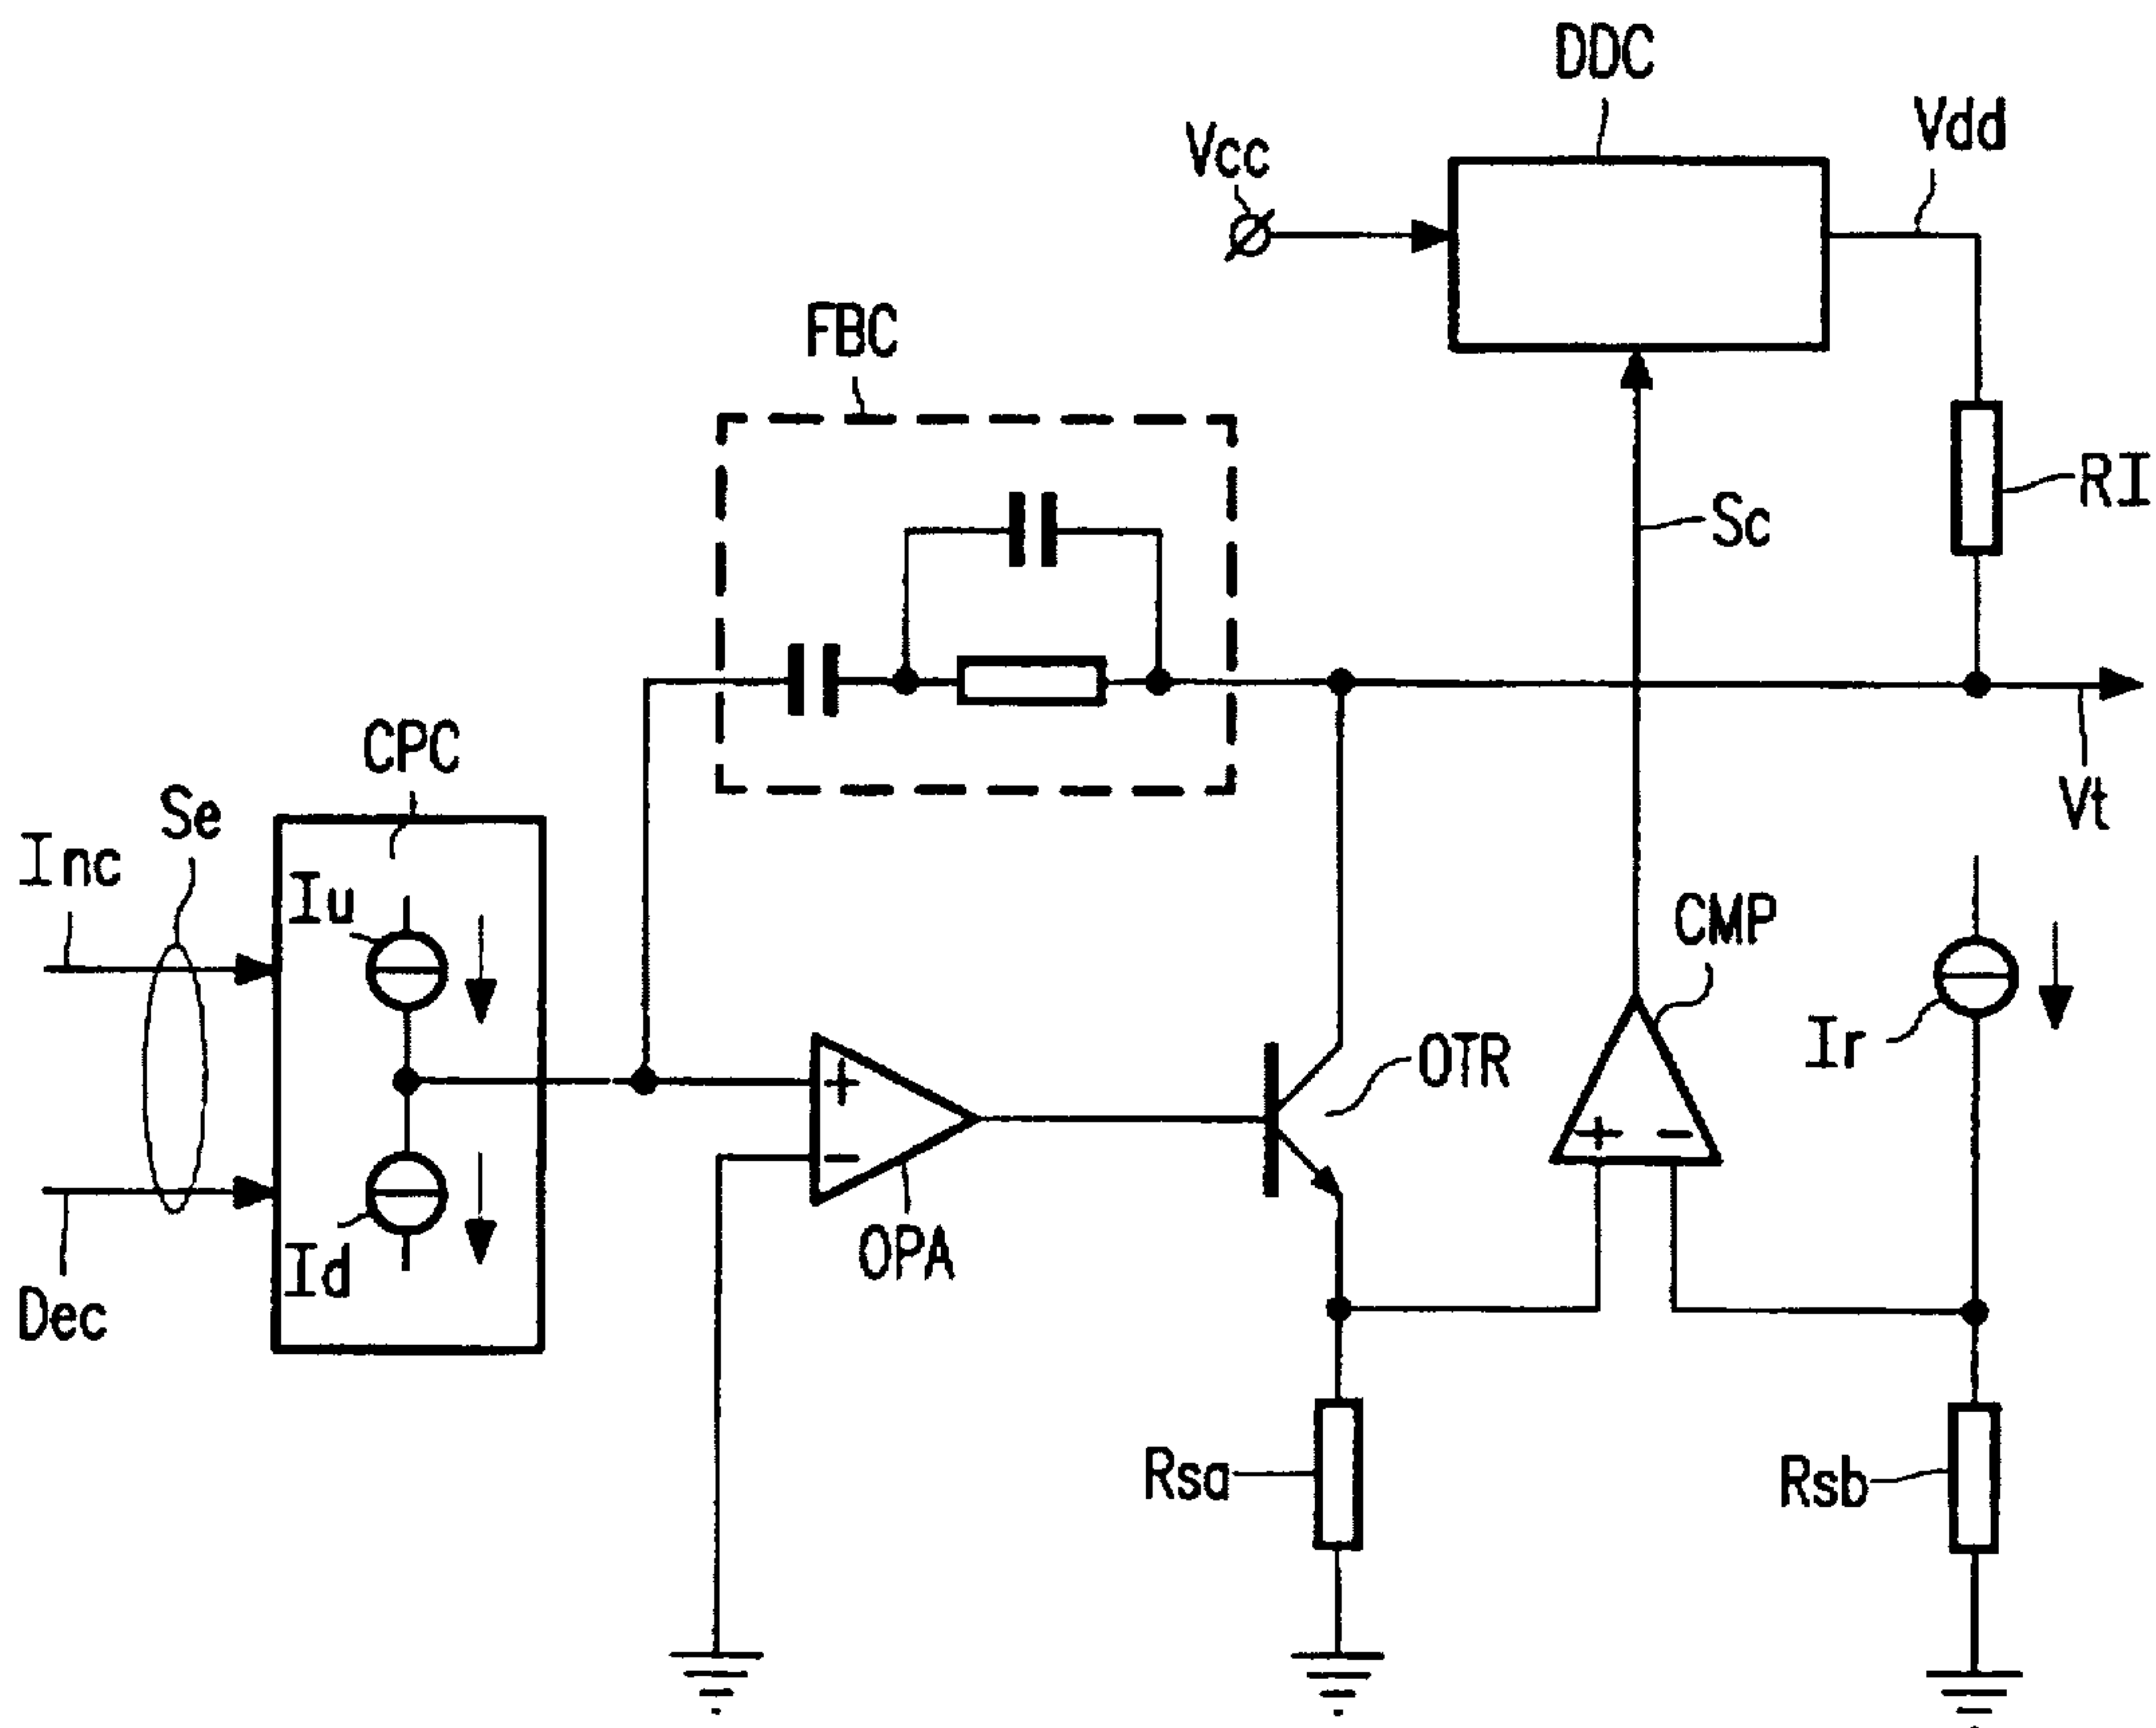 DDC
Vcc
Vdd
FBC
RI
Sc
CPC
Se
Vt
Inc
Iu
CMP
Ir
OTR
+
-
+ -
OPA
Id
Dec
Rsa
Rsb